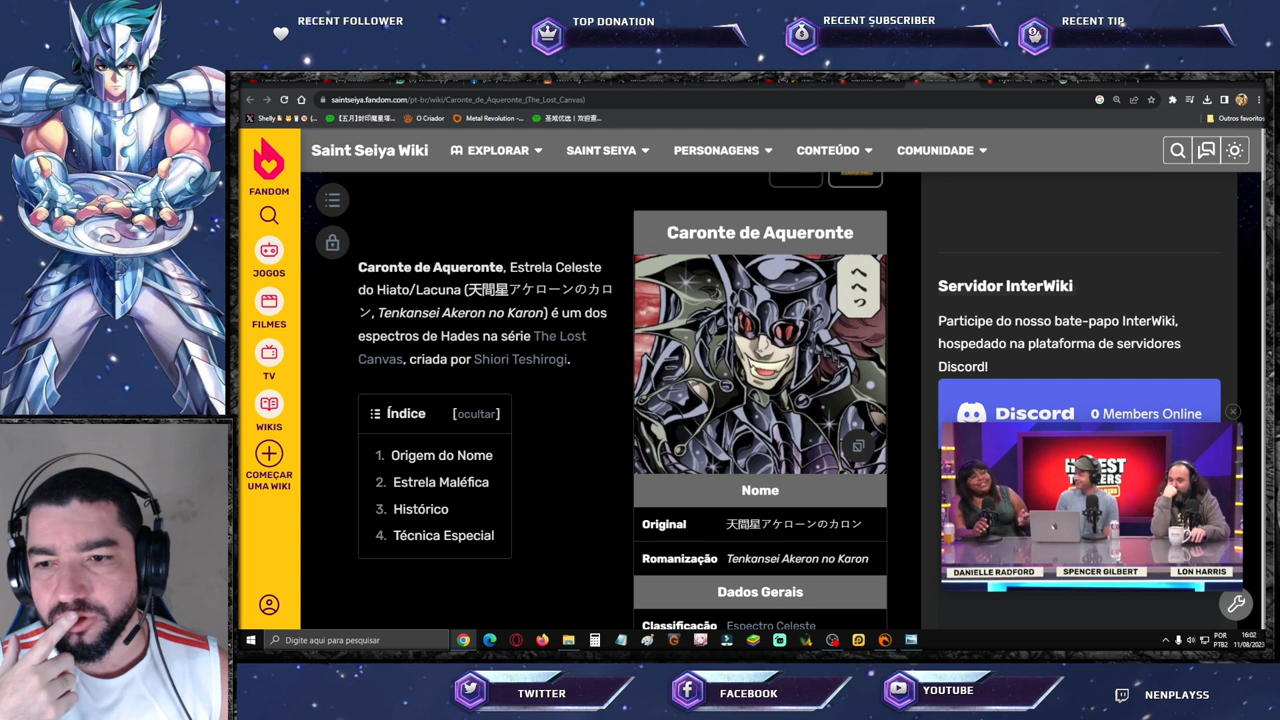 RECENT FOLLOWER
TOP DONATION
RECENT SUBSCRIBER
RECENT TIP
saintseiya.fandom.com/pt-br/wiki/Caronte_de_Aqueronte_(The_Lost_Canvas)
O Criador
Metal Revolution -...
Outros favoritos
Saint Seiya Wiki
EXPLORAR
SAINT SEIYA
PERSONAGENS
CONTEÚDO
COMUNIDADE
FANDOM
JOGOS
FILMES
TV
WIKIS
COMEÇAR
UMA WIKI
Caronte de Aqueronte, Estrela Celeste
do Hiato/Lacuna (天間星アケローンのカロ
ン, Tenkansei Akeron no Karon) é um dos
espectros de Hades na série The Lost
Canvas, criada por Shiori Teshirogi.
Índice [ocultar]
1. Origem do Nome
2. Estrela Maléfica
3. Histórico
4. Técnica Especial
Caronte de Aqueronte
へへっ
Nome
Original 天間星アケローンのカロン
Romanização Tenkansei Akeron no Karon
Dados Gerais
Classificação Espectro Celeste
Servidor InterWiki
Participe do nosso bate-papo InterWiki,
hospedado na plataforma de servidores
Discord!
Discord 0 Members Online
DANIELLE RADFORD
SPENCER GILBERT
LON HARRIS
Digite aqui para pesquisar
POR
PTB2
16:02
11/08/2023
TWITTER
FACEBOOK
YOUTUBE
NENPLAYSS